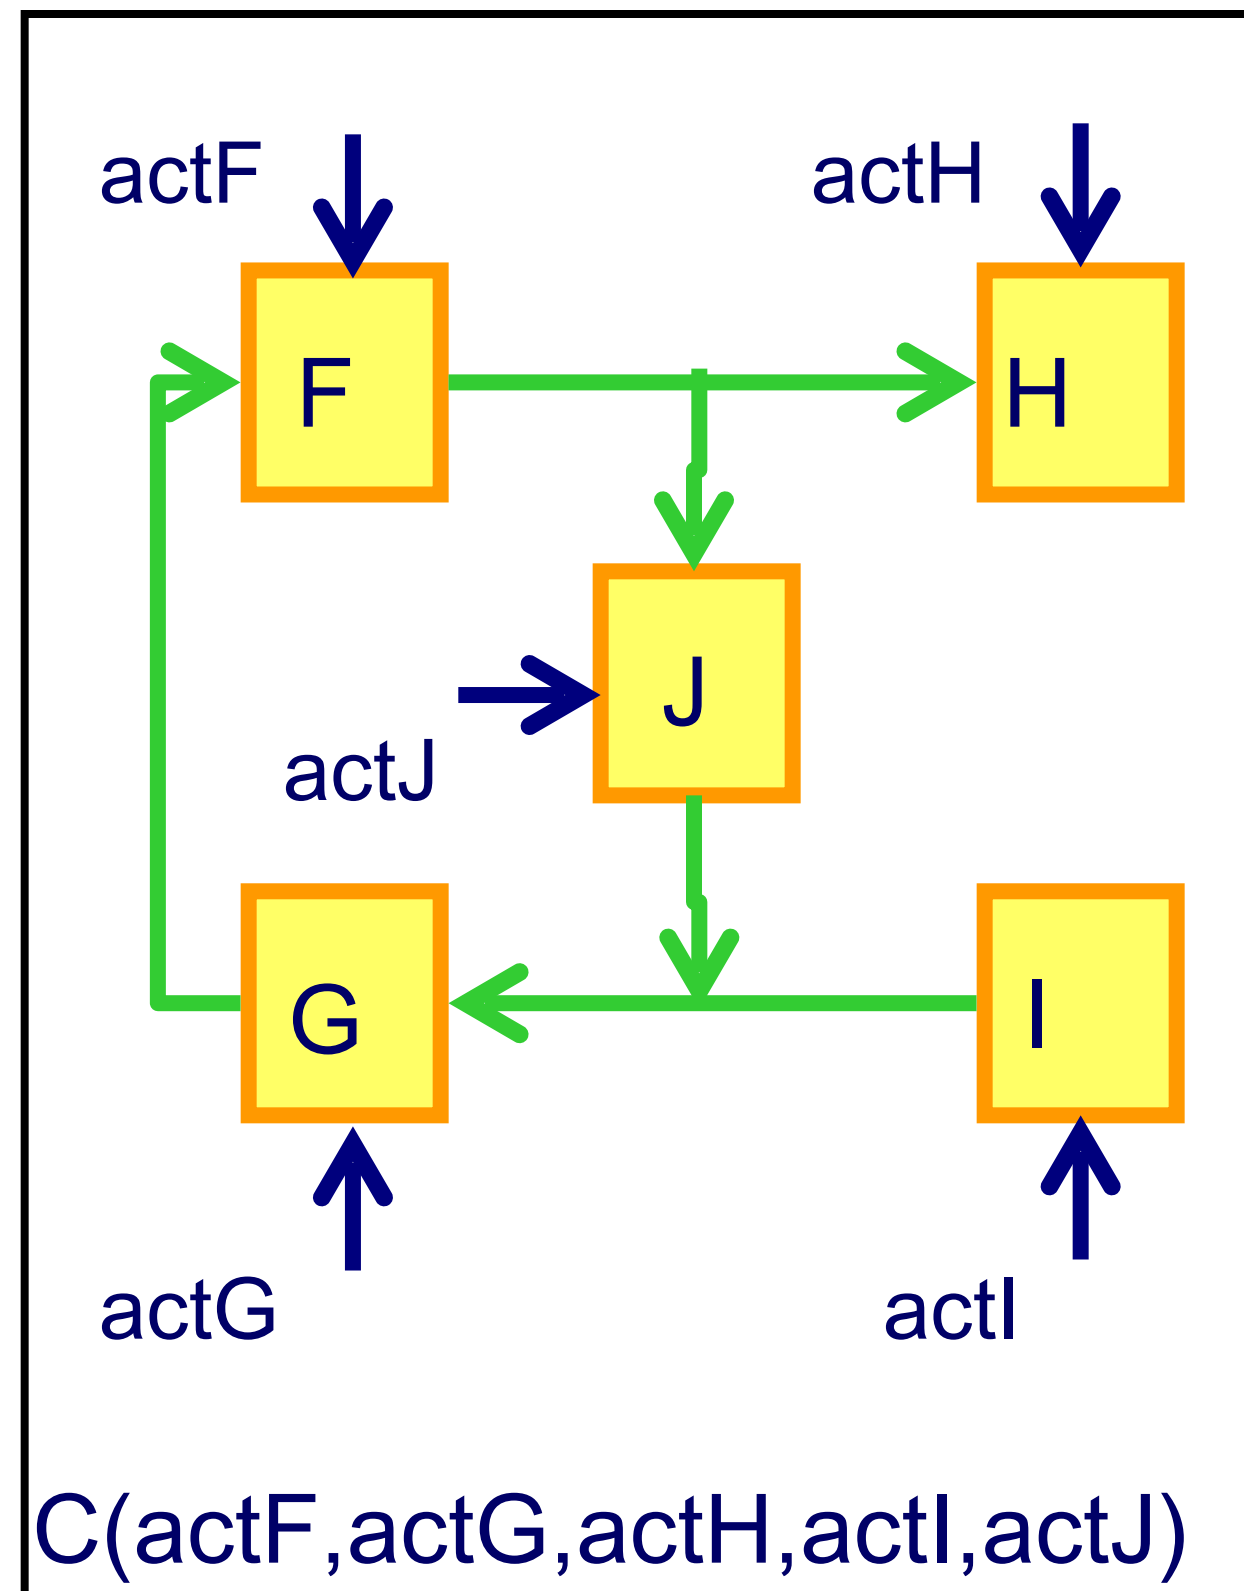 actF
actH
F
H
J
actJ
G
I
actG
actI
C(actF,actG,actH,actI,actJ)